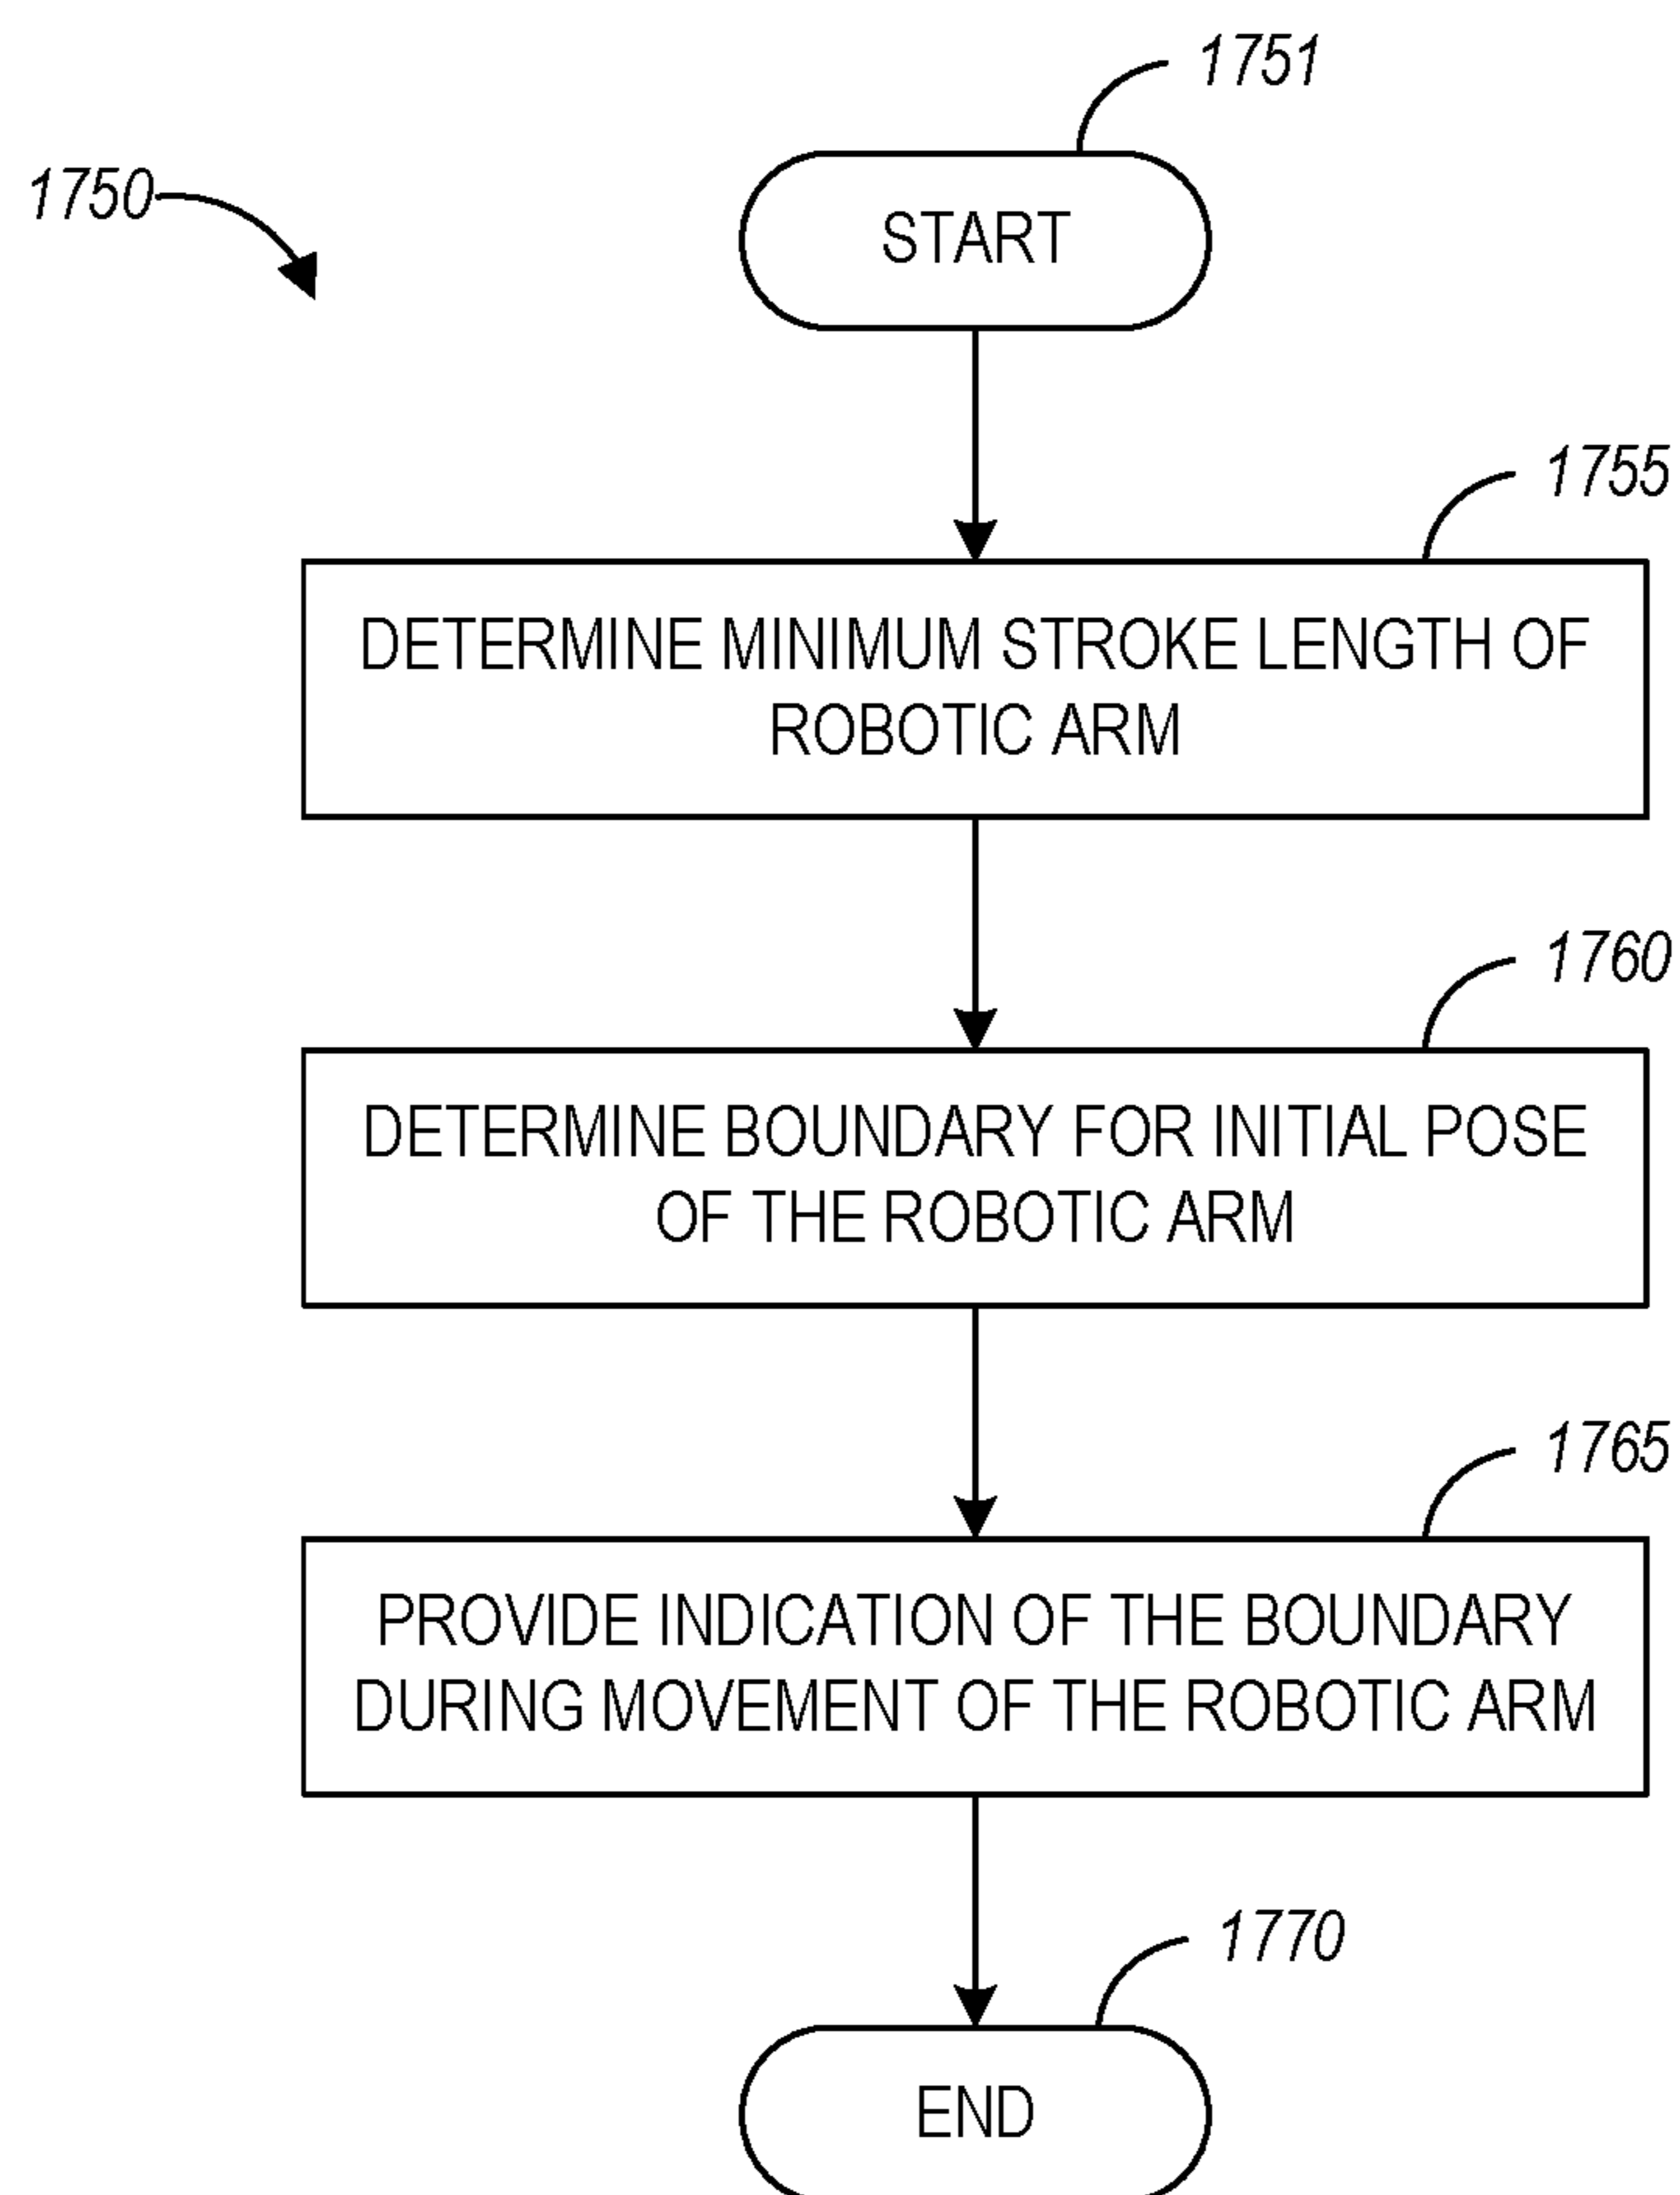 1751
1750
START
1755
DETERMINE MINIMUM STROKE LENGTH OF
ROBOTIC ARM
1760
DETERMINE BOUNDARY FOR INITIAL POSE
OF THE ROBOTIC ARM
1765
PROVIDE INDICATION OF THE BOUNDARY
DURING MOVEMENT OF THE ROBOTIC ARM
1770
END